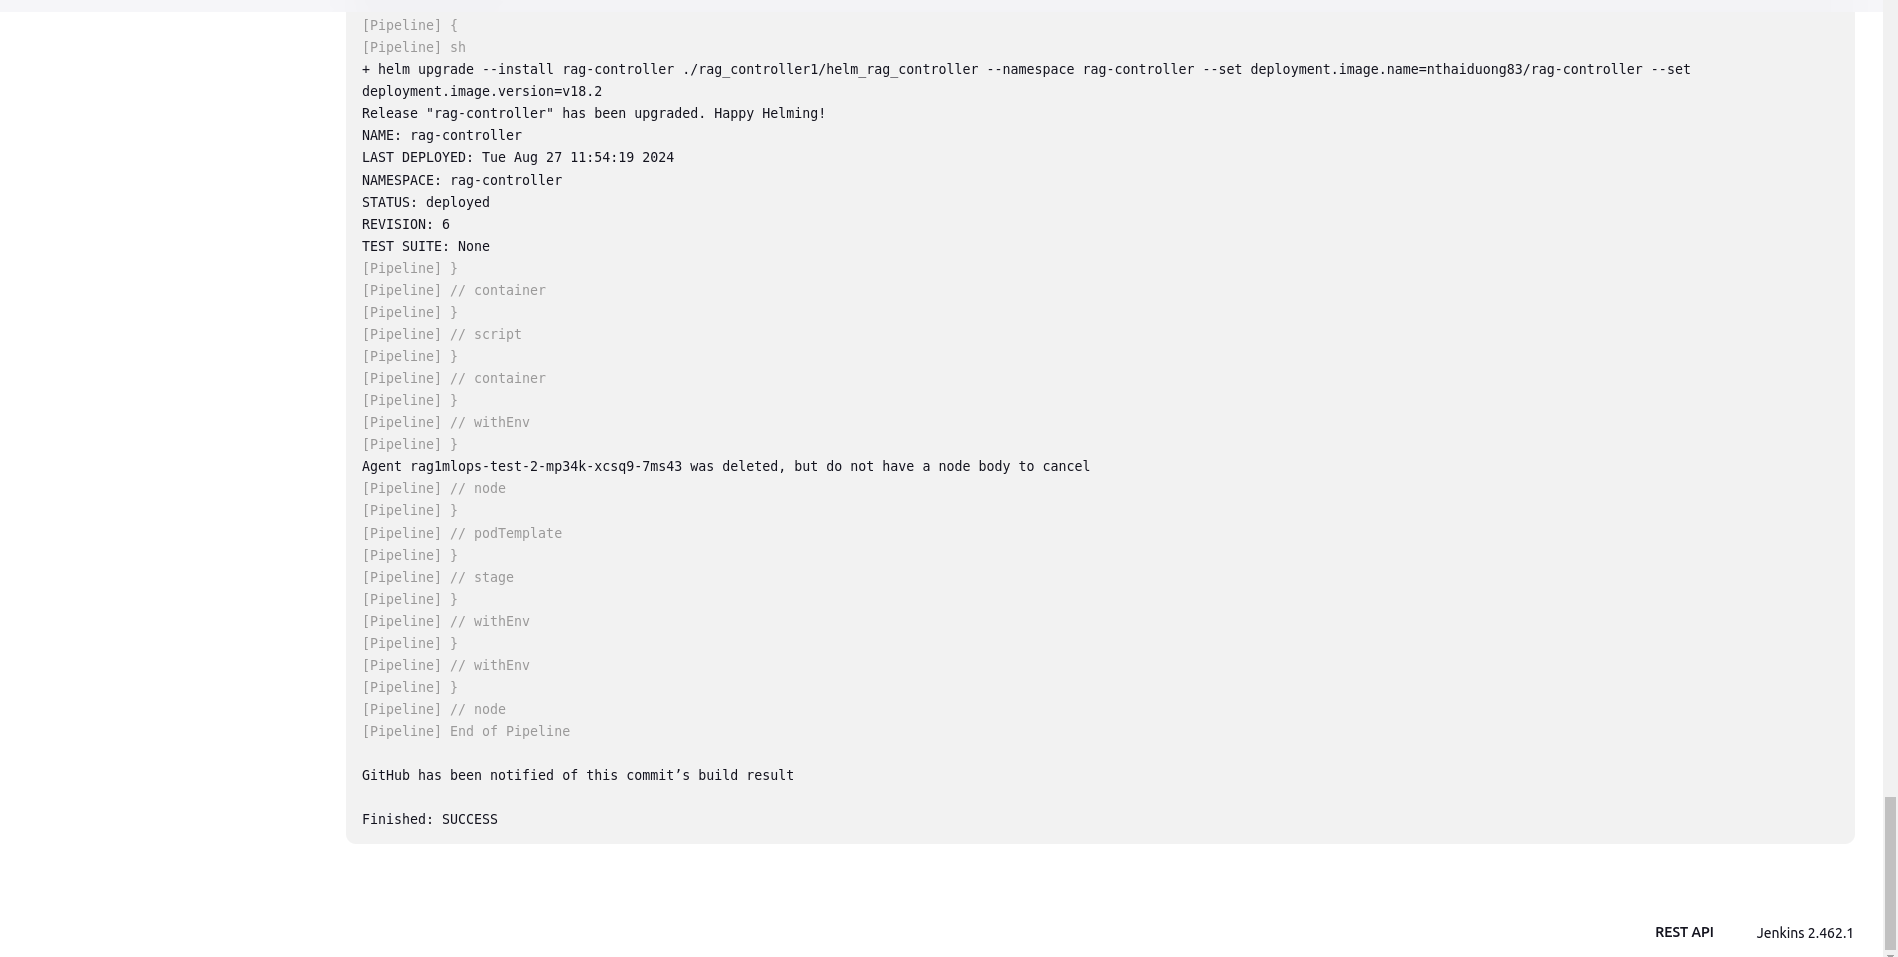 [Pipeline] {
[Pipeline] sh
+ helm upgrade --install rag-controller ./rag_controller1/helm_rag_controller --namespace rag-controller --set deployment.image.name=nthaiduong83/rag-controller --set
deployment.image.version=v18.2
Release "rag-controller" has been upgraded. Happy Helming!
NAME: rag-controller
LAST DEPLOYED: Tue Aug 27 11:54:19 2024
NAMESPACE: rag-controller
STATUS: deployed
REVISION: 6
TEST SUITE: None
[Pipeline] }
[Pipeline] // container
[Pipeline] }
[Pipeline] // script
[Pipeline] }
[Pipeline] // container
[Pipeline] }
[Pipeline] // withEnv
[Pipeline] }
Agent rag1mlops-test-2-mp34k-xcsq9-7ms43 was deleted, but do not have a node body to cancel
[Pipeline] // node
[Pipeline] }
[Pipeline] // podTemplate
[Pipeline] }
[Pipeline] // stage
[Pipeline] }
[Pipeline] // withEnv
[Pipeline] }
[Pipeline] // withEnv
[Pipeline] }
[Pipeline] // node
[Pipeline] End of Pipeline
GitHub has been notified of this commit’s build result
Finished: SUCCESS
REST API Jenkins 2.462.1